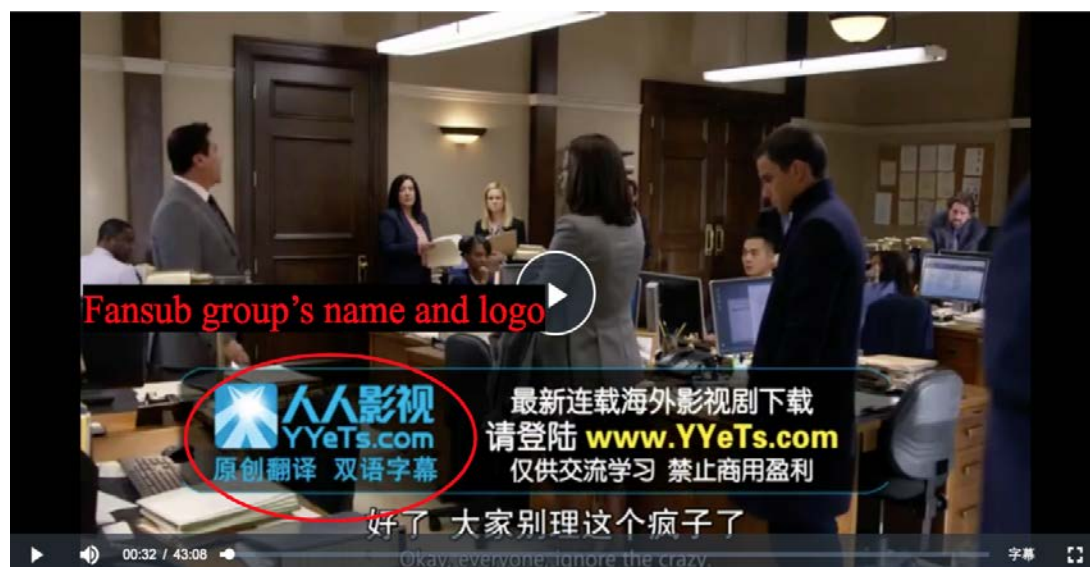 Fansub group’s name and logo
人人影视
YYeTs.com
原创翻译 双语字幕
最新连载海外影视剧下载
请登陆 www.YYeTs.com
仅供交流学习 禁止商用盈利
好了 大家别理这个疯子了
Okay, everyone, ignore the crazy.
00:32 / 43:08
字幕